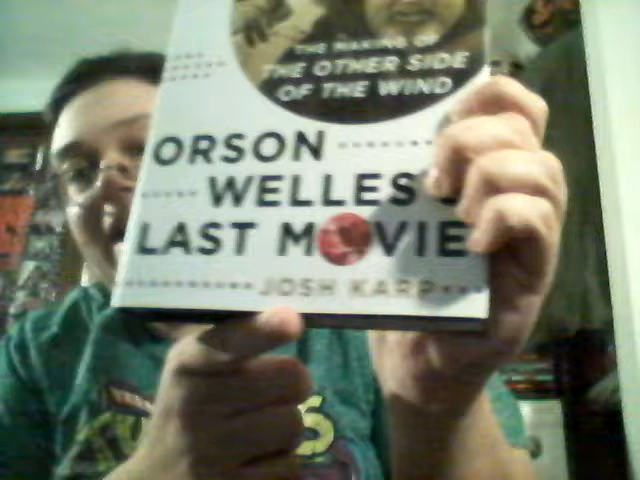 THE MAKING OF
THE OTHER SIDE
OF THE WIND
ORSON
WELLES'S
LAST MOVIE
JOSH KARP